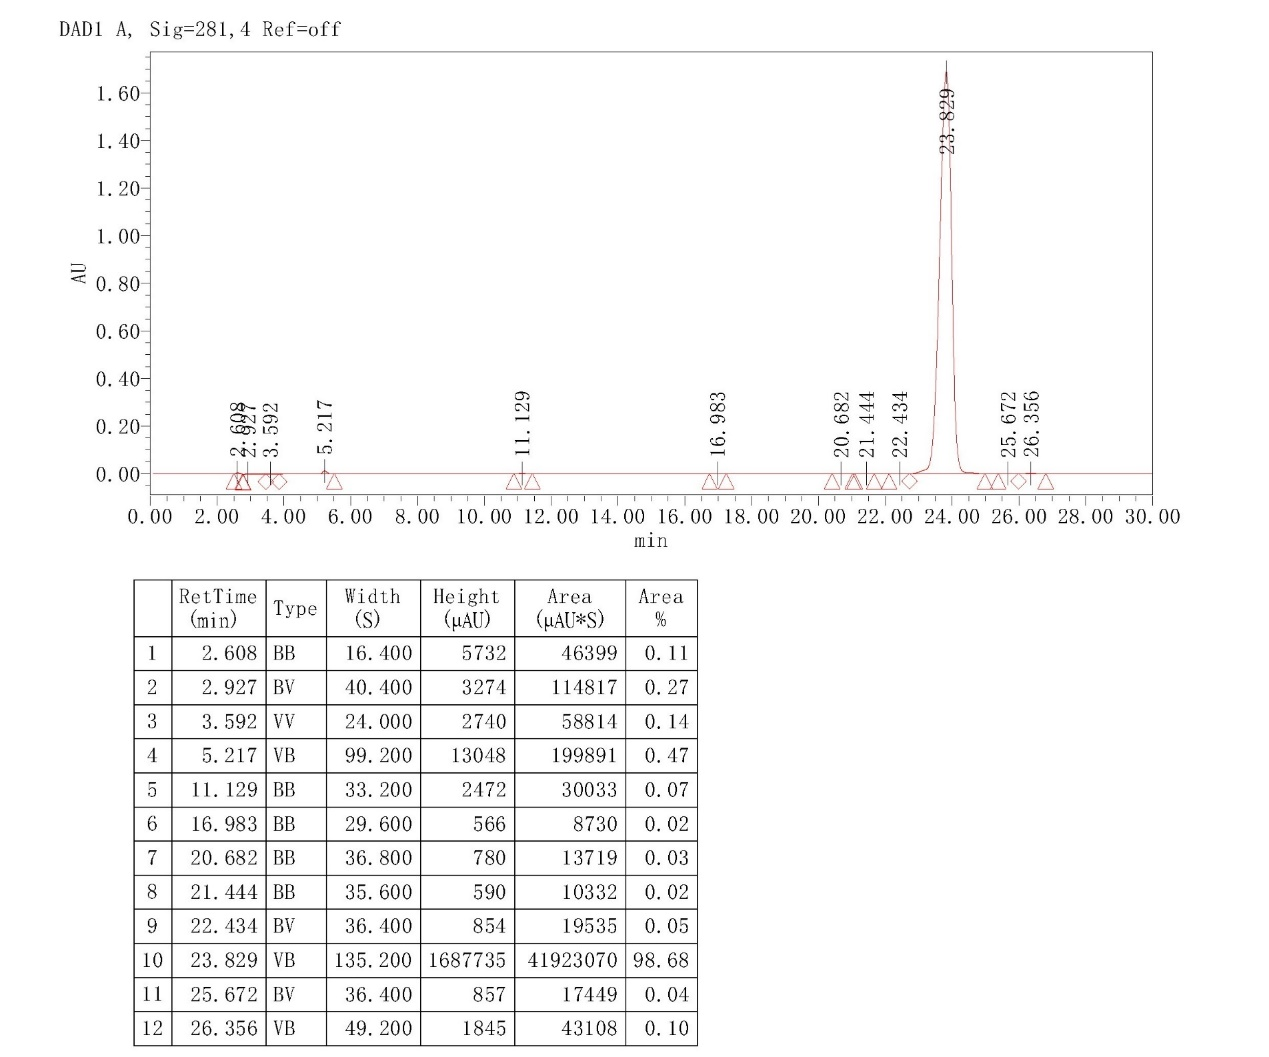 DAD1 A, Sig=281,4 Ref=off
AU
1.60
1.40
1.20
1.00
0.80
0.60
0.40
0.20
0.00
2.608
2.927
3.592
5.217
11.129
16.983
20.682
21.444
22.434
23.829
25.672
26.356
0.00 2.00 4.00 6.00 8.00 10.00 12.00 14.00 16.00 18.00 20.00 22.00 24.00 26.00 28.00 30.00
min
RetTime (min) Type Width (S) Height (μAU) Area (μAU*S) Area %
1 2.608 BB 16.400 5732 46399 0.11
2 2.927 BV 40.400 3274 114817 0.27
3 3.592 VV 24.000 2740 58814 0.14
4 5.217 VB 99.200 13048 199891 0.47
5 11.129 BB 33.200 2472 30033 0.07
6 16.983 BB 29.600 566 8730 0.02
7 20.682 BB 36.800 780 13719 0.03
8 21.444 BB 35.600 590 10332 0.02
9 22.434 BV 36.400 854 19535 0.05
10 23.829 VB 135.200 1687735 41923070 98.68
11 25.672 BV 36.400 857 17449 0.04
12 26.356 VB 49.200 1845 43108 0.10